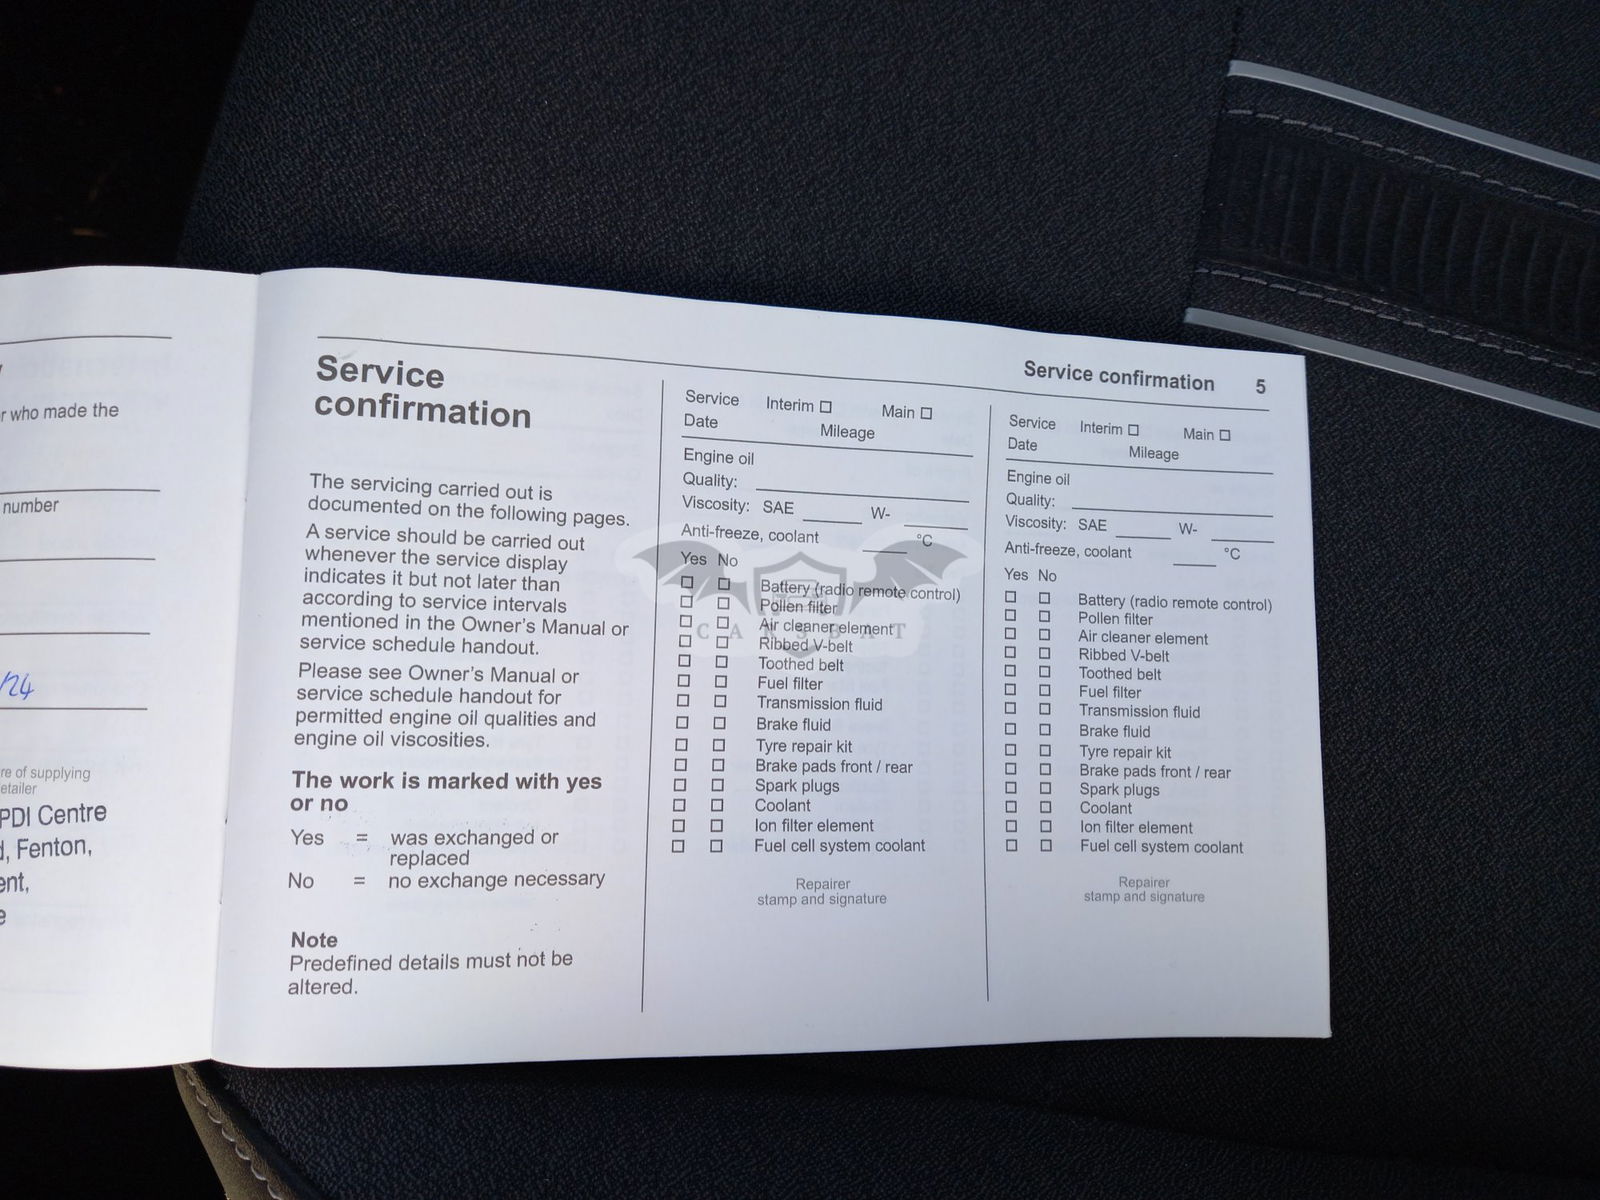 r who made the
number
/24
re of supplying
etailer
PDI Centre
d, Fenton,
ent,
e
Service confirmation 5
Service
confirmation
The servicing carried out is
documented on the following pages.
A service should be carried out
whenever the service display
indicates it but not later than
according to service intervals
mentioned in the Owner's Manual or
service schedule handout.
Please see Owner's Manual or
service schedule handout for
permitted engine oil qualities and
engine oil viscosities.
The work is marked with yes
or no
Yes = was exchanged or
replaced
No = no exchange necessary
Note
Predefined details must not be
altered.
Service Interim □ Main □
Date Mileage
Engine oil
Quality:
Viscosity: SAE W-
Anti-freeze, coolant °C
Yes No
□ □ Battery (radio remote control)
□ □ Pollen filter
□ □ Air cleaner element
□ □ Ribbed V-belt
□ □ Toothed belt
□ □ Fuel filter
□ □ Transmission fluid
□ □ Brake fluid
□ □ Tyre repair kit
□ □ Brake pads front / rear
□ □ Spark plugs
□ □ Coolant
□ □ Ion filter element
□ □ Fuel cell system coolant
Repairer
stamp and signature
Service Interim □ Main □
Date Mileage
Engine oil
Quality:
Viscosity: SAE W-
Anti-freeze, coolant °C
Yes No
□ □ Battery (radio remote control)
□ □ Pollen filter
□ □ Air cleaner element
□ □ Ribbed V-belt
□ □ Toothed belt
□ □ Fuel filter
□ □ Transmission fluid
□ □ Brake fluid
□ □ Tyre repair kit
□ □ Brake pads front / rear
□ □ Spark plugs
□ □ Coolant
□ □ Ion filter element
□ □ Fuel cell system coolant
Repairer
stamp and signature
CARSBAT